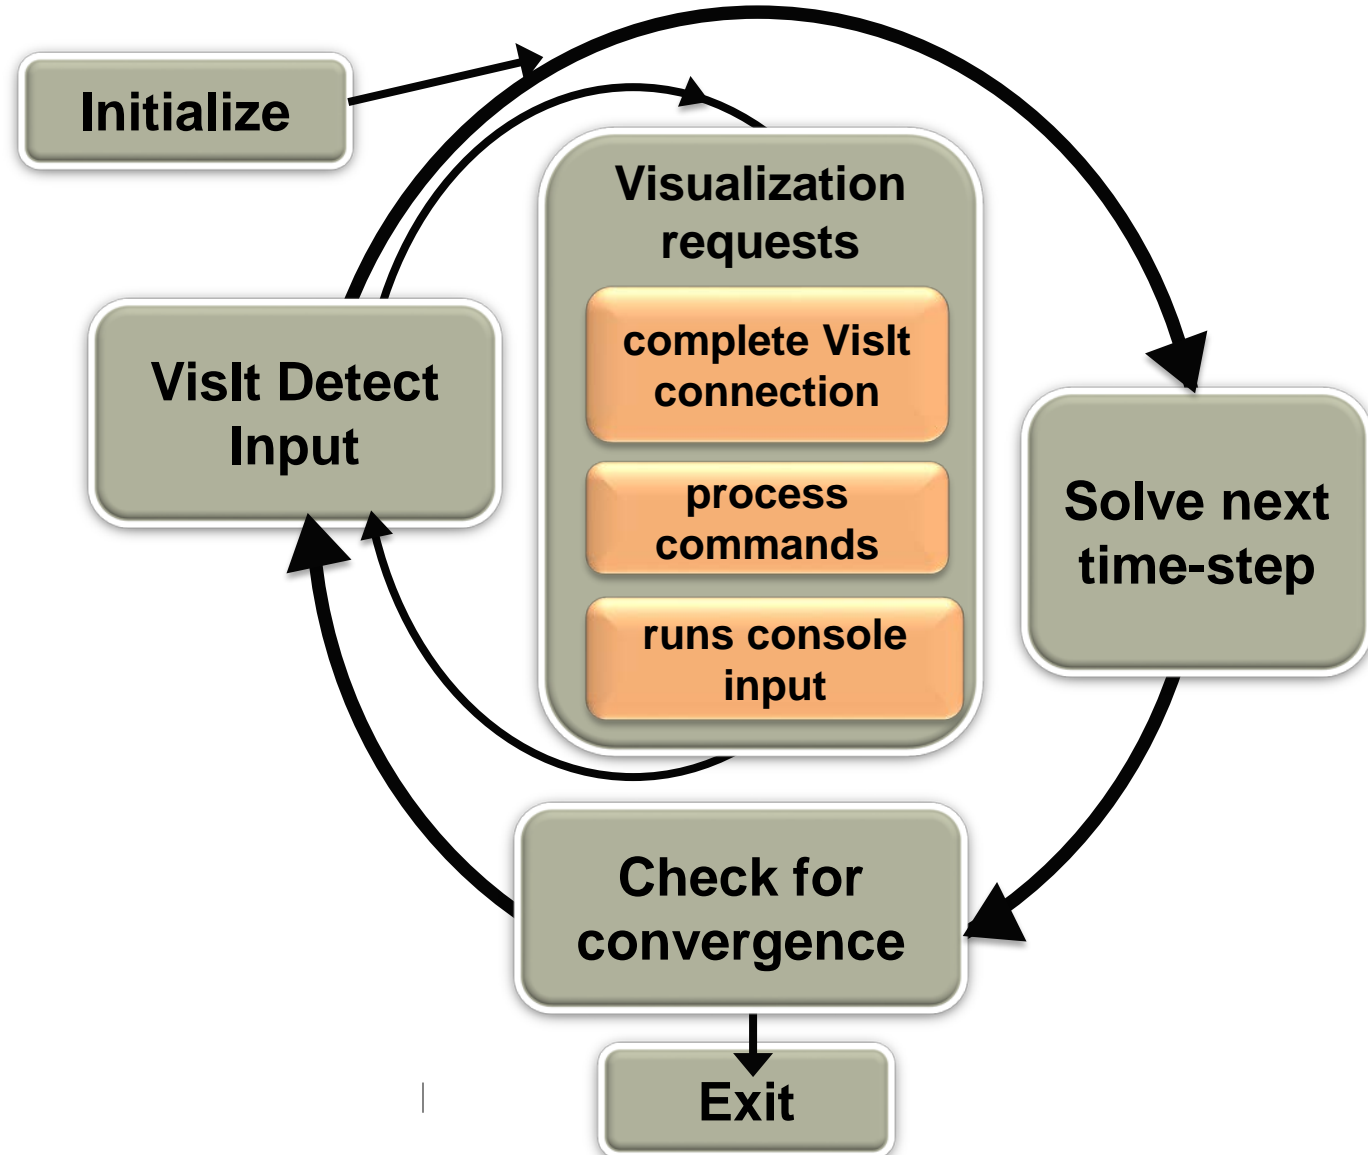 Initialize
Visualization
requests
complete VisIt
connection
process
commands
runs console
input
VisIt Detect
Input
Solve next
time-step
Check for
convergence
Exit